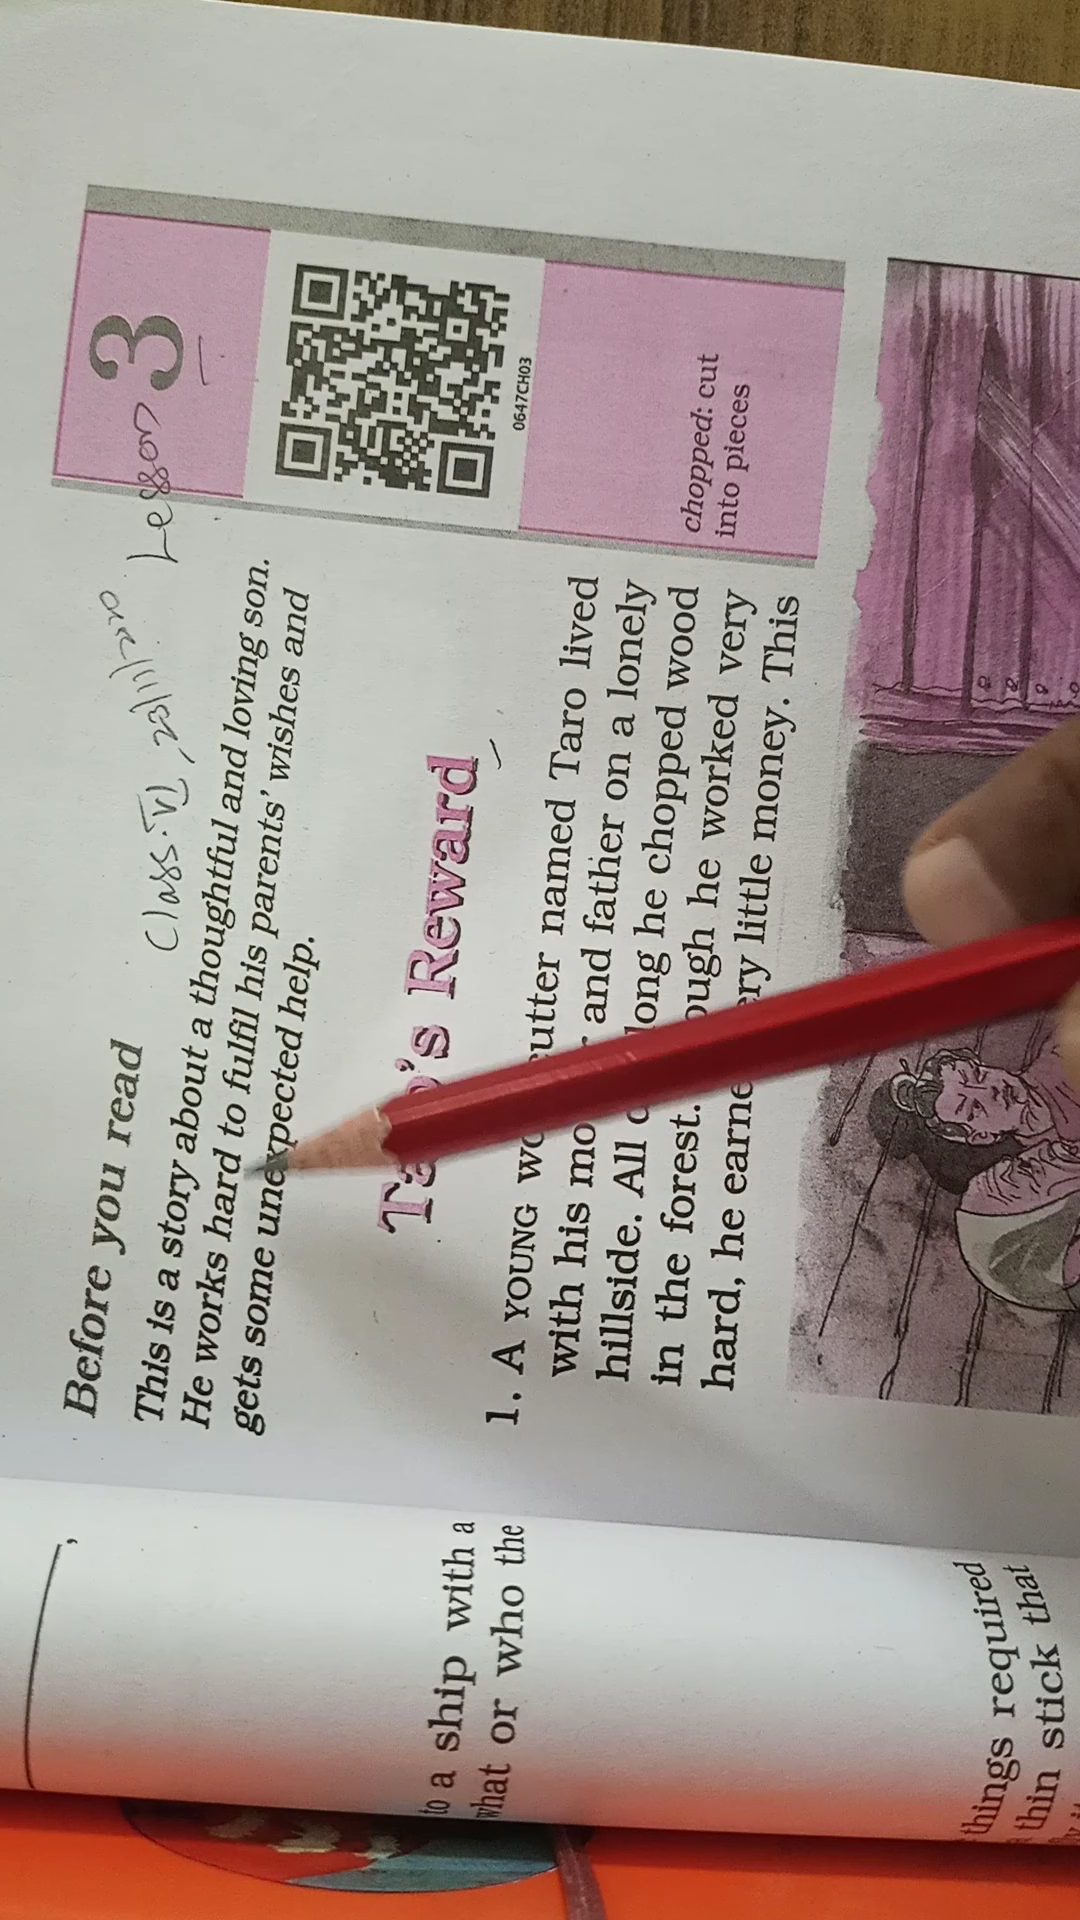 Before you read
Class. VI, 23/11/2020. Lesson 3
This is a story about a thoughtful and loving son.
He works hard to fulfil his parents' wishes and
gets some unexpected help.
0647CH03
's Reward
1. A YOUNG utter named Taro lived
with his and father on a lonely
hillside. All long he chopped wood
in the forest. ough he worked very
hard, he earne ery little money. This
chopped: cut
into pieces
to a ship with a
what or who the
things required
thin stick that